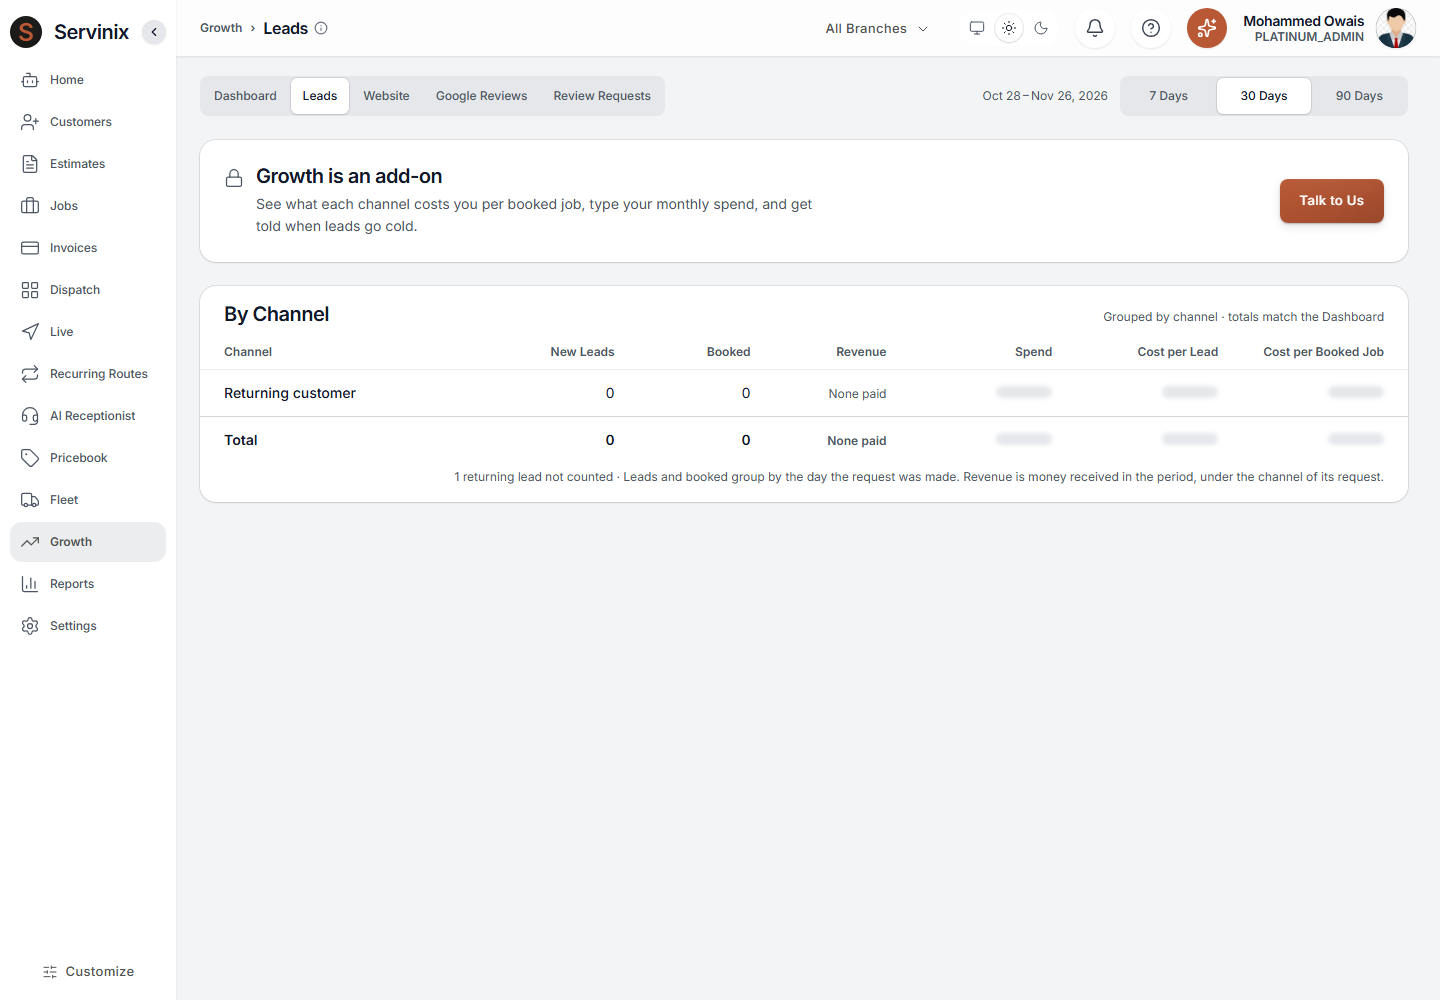 S Servinix
Growth › Leads
All Branches
Mohammed Owais
PLATINUM_ADMIN
Home
Customers
Estimates
Jobs
Invoices
Dispatch
Live
Recurring Routes
AI Receptionist
Pricebook
Fleet
Growth
Reports
Settings
Customize
Dashboard Leads Website Google Reviews Review Requests
Oct 28 – Nov 26, 2026 7 Days 30 Days 90 Days
Growth is an add-on
See what each channel costs you per booked job, type your monthly spend, and get
told when leads go cold.
Talk to Us
By Channel
Grouped by channel · totals match the Dashboard
Channel New Leads Booked Revenue Spend Cost per Lead Cost per Booked Job
Returning customer 0 0 None paid
Total 0 0 None paid
1 returning lead not counted · Leads and booked group by the day the request was made. Revenue is money received in the period, under the channel of its request.